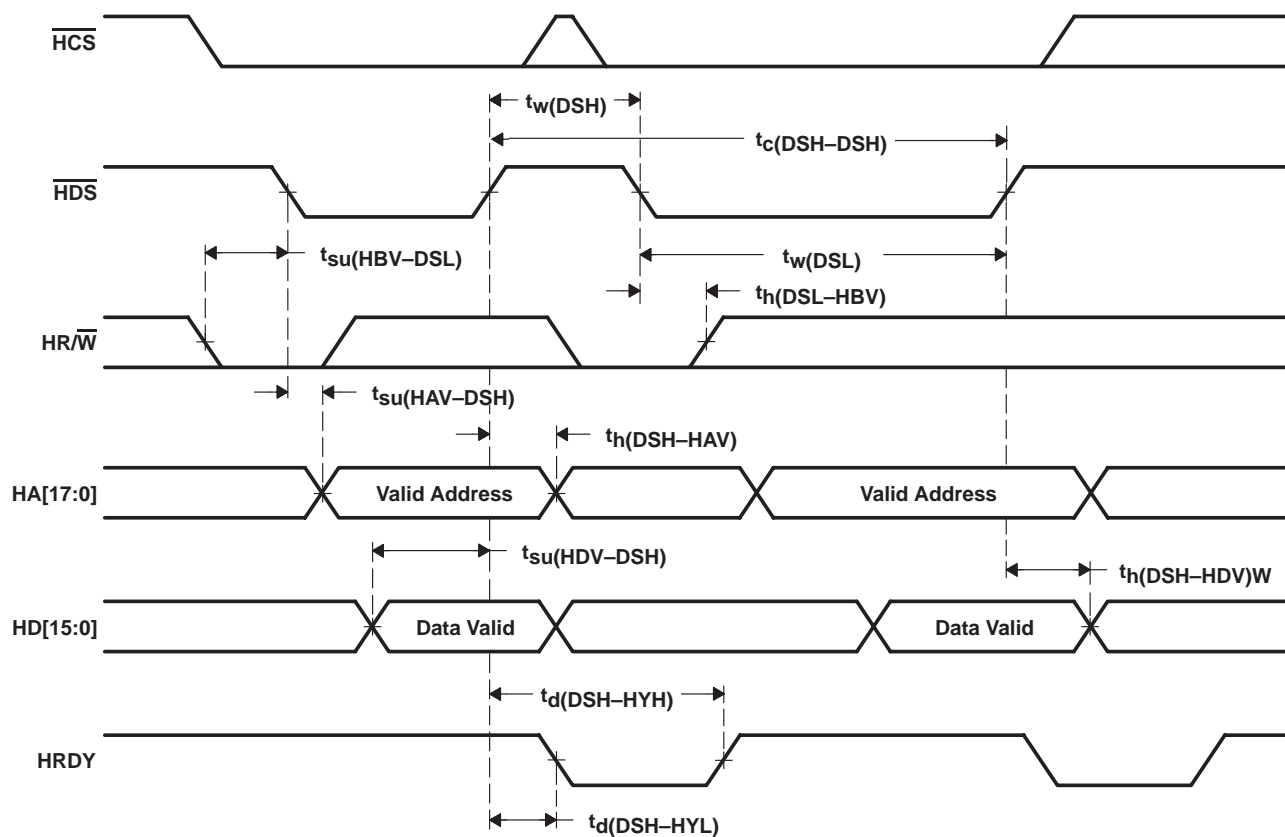 HCS
tw(DSH)
tc(DSH–DSH)
HDS
tsu(HBV–DSL)
tw(DSL)
th(DSL–HBV)
HR/W
tsu(HAV–DSH)
th(DSH–HAV)
HA[17:0]
Valid Address
Valid Address
tsu(HDV–DSH)
th(DSH–HDV)W
HD[15:0]
Data Valid
Data Valid
td(DSH–HYH)
HRDY
td(DSH–HYL)